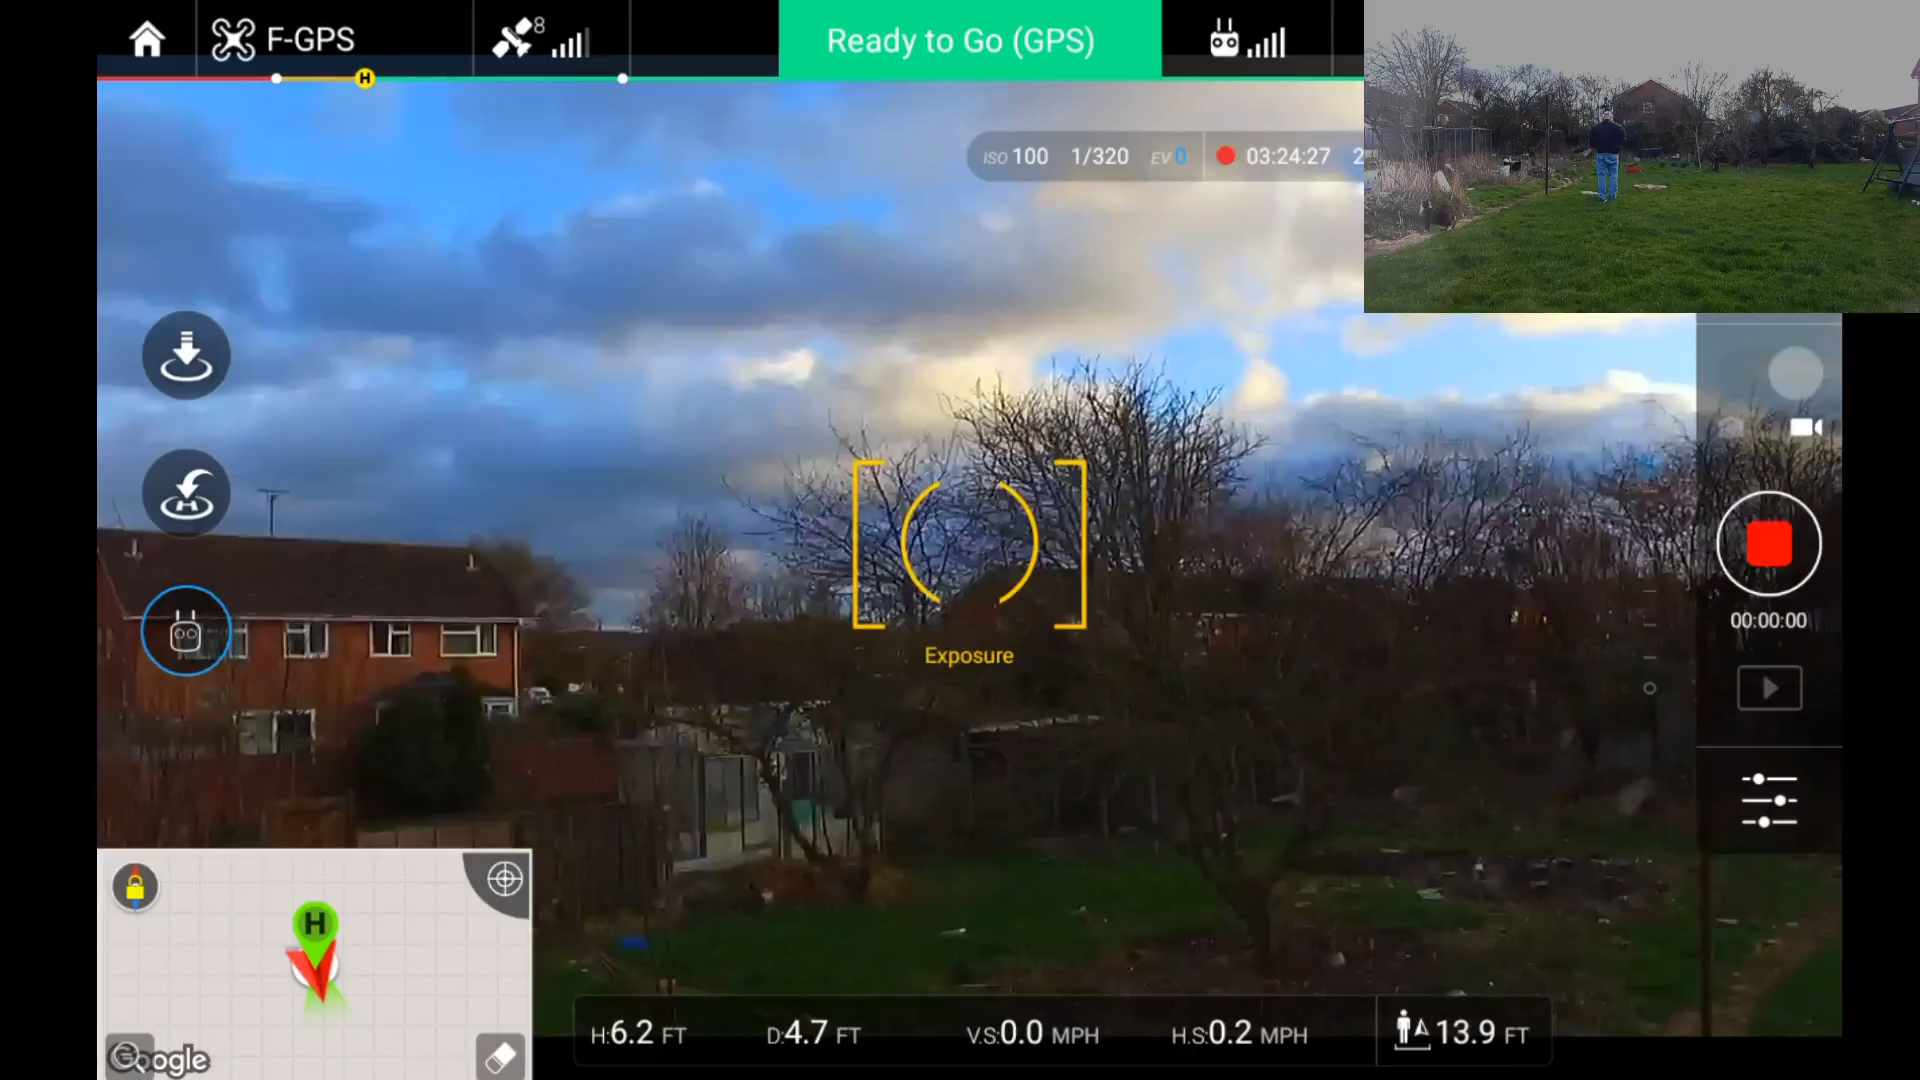 F-GPS
8
Ready to Go (GPS)
H
ISO 100 1/320 EV 0 03:24:27 2
Exposure
00:00:00
H
Google
H:6.2 FT D:4.7 FT V.S:0.0 MPH H.S:0.2 MPH 13.9 FT